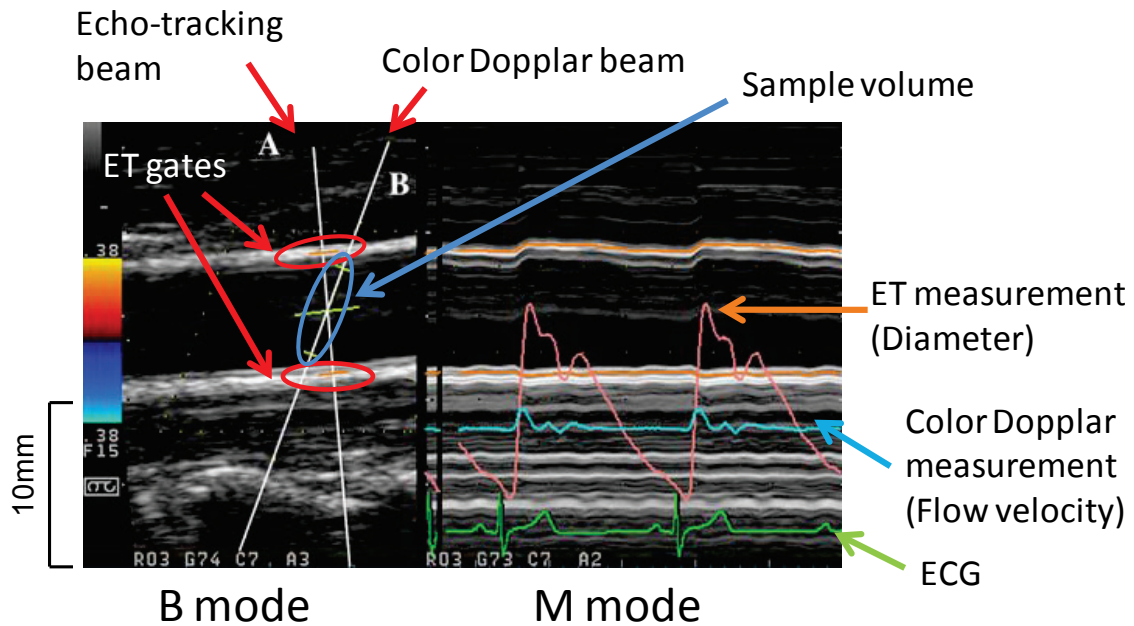 Echo-tracking
beam
Color Dopplar beam
Sample volume
A
ET gates
B
38
ET measurement
(Diameter)
Color Dopplar
measurement
(Flow velocity)
.38
F15
10mm
R03 G74 C7 A3
R03 G73 C7 A2
ECG
B mode
M mode